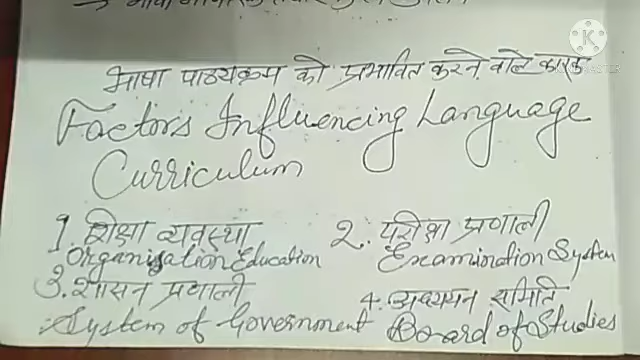 भाषा पाठ्यक्रम को प्रभावित करने वाले कारक
Factors Influencing Language
Curriculum
1. शिक्षा व्यवस्था
Organisation Education
2. परीक्षा प्रणाली
Examination System
3. शासन प्रणाली
System of Government
4. अध्ययन समिति
Board of Studies